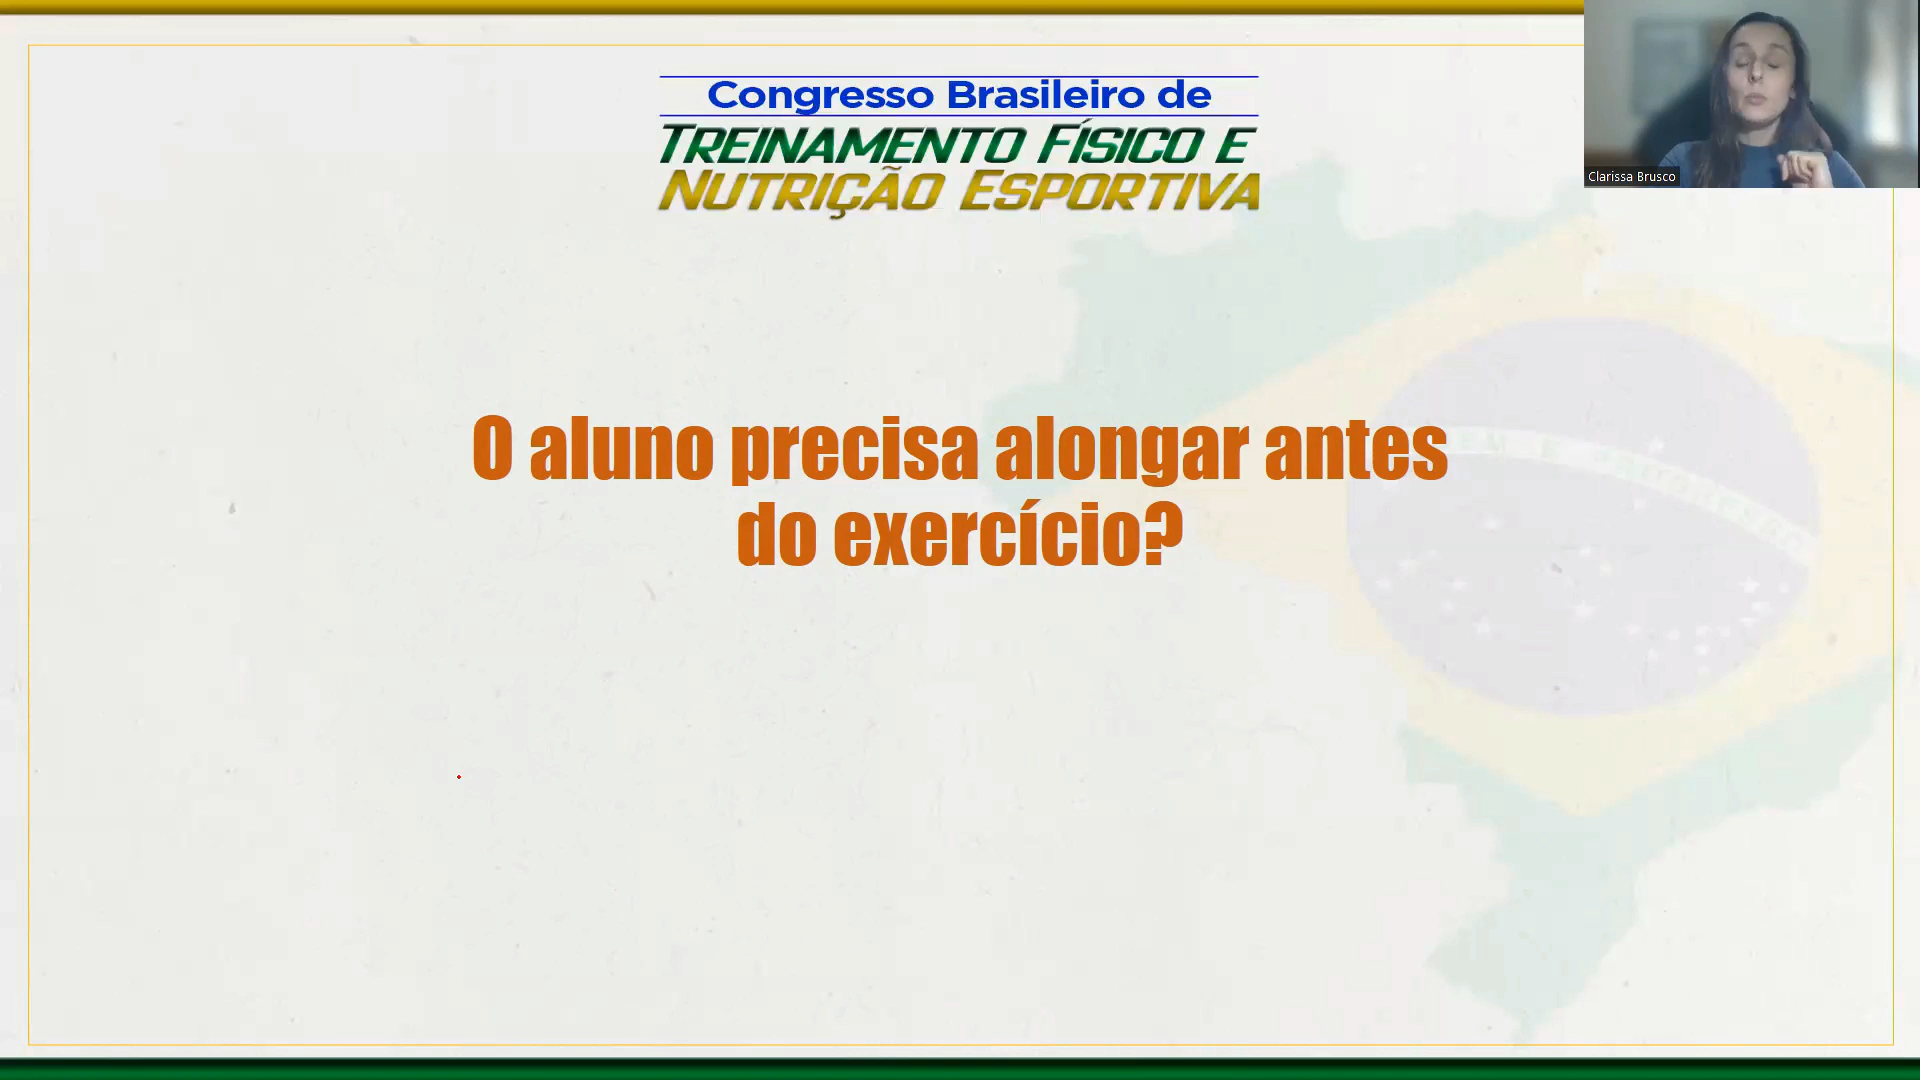 Congresso Brasileiro de
TREINAMENTO FÍSICO E
NUTRIÇÃO ESPORTIVA
Clarissa Brusco
O aluno precisa alongar antes
do exercício?